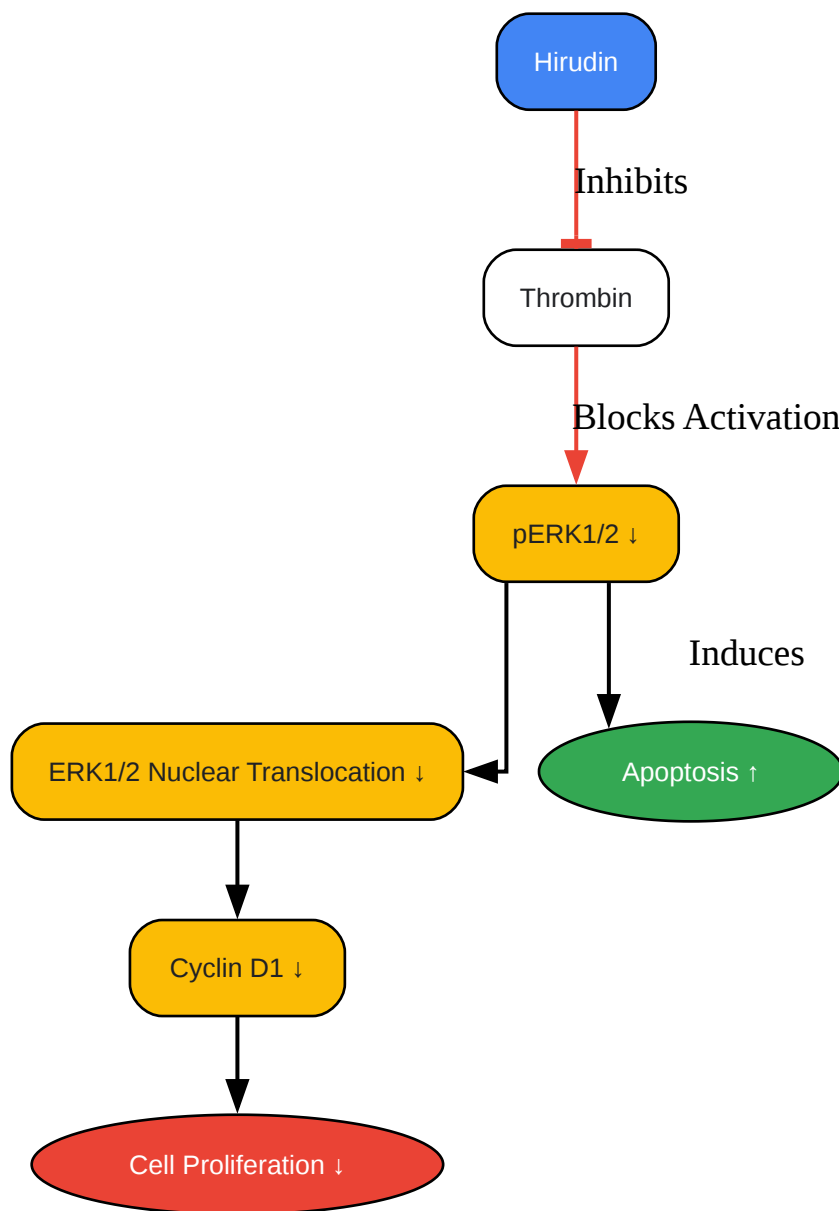 Hirudin
Inhibits
Thrombin
Blocks Activation
pERK1/2 ↓
Induces
ERK1/2 Nuclear Translocation ↓
Apoptosis ↑
Cyclin D1 ↓
Cell Proliferation ↓